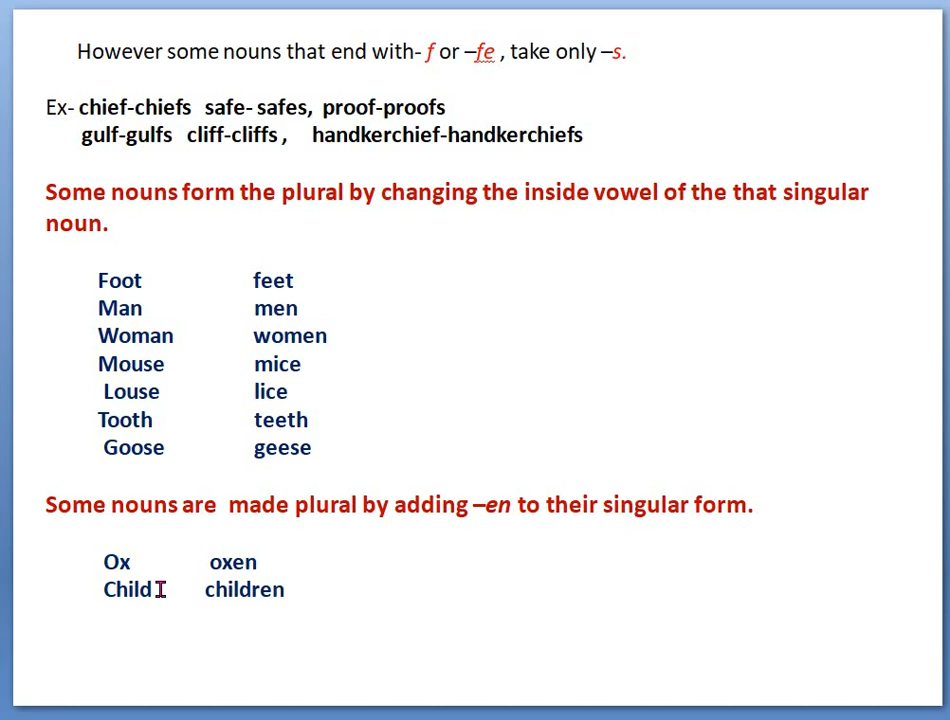 However some nouns that end with- f or –fe , take only –s.
Ex- chief-chiefs safe- safes, proof-proofs
gulf-gulfs cliff-cliffs , handkerchief-handkerchiefs
Some nouns form the plural by changing the inside vowel of the that singular
noun.
Foot feet
Man men
Woman women
Mouse mice
Louse lice
Tooth teeth
Goose geese
Some nouns are made plural by adding –en to their singular form.
Ox oxen
Child children